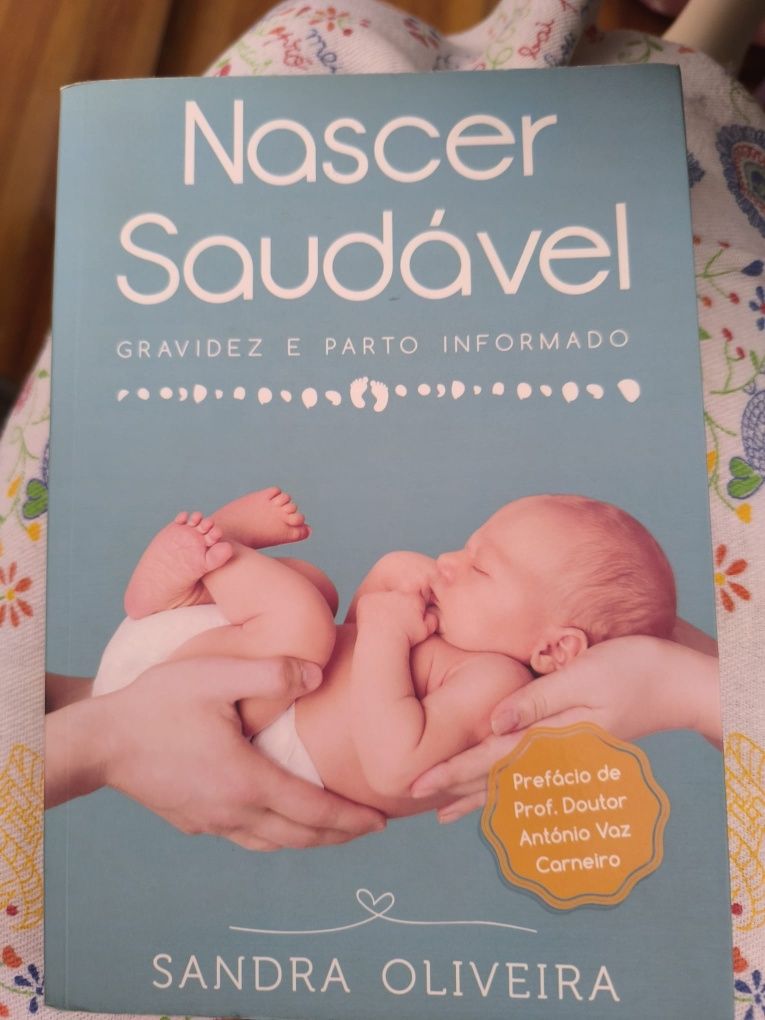 Nascer
Saudável
GRAVIDEZ E PARTO INFORMADO
Prefácio de
Prof. Doutor
António Vaz
Carneiro
SANDRA OLIVEIRA